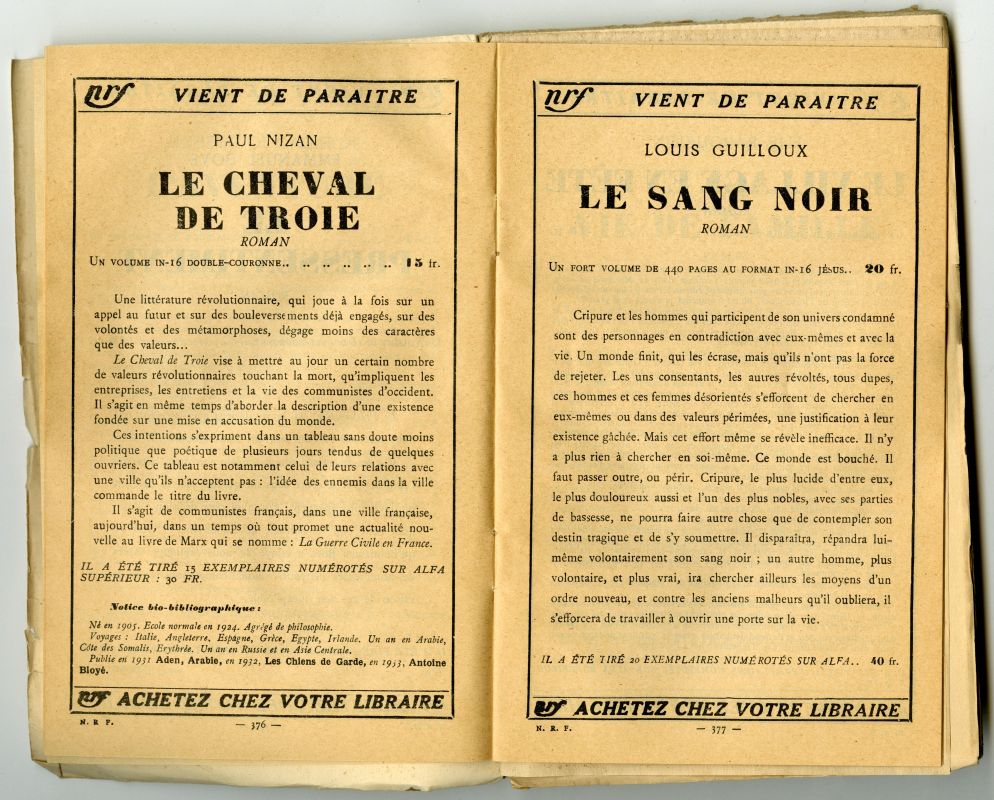 nrf VIENT DE PARAITRE
PAUL NIZAN
LE CHEVAL
DE TROIE
ROMAN
UN VOLUME IN-16 DOUBLE-COURONNE.. .. .. .. .. .. 15 fr.
Une littérature révolutionnaire, qui joue à la fois sur un
appel au futur et sur des bouleversements déjà engagés, sur des
volontés et des métamorphoses, dégage moins des caractères
que des valeurs...
Le Cheval de Troie vise à mettre au jour un certain nombre
de valeurs révolutionnaires touchant la mort, qu'impliquent les
entreprises, les entretiens et la vie des communistes d'occident.
Il s'agit en même temps d'aborder la description d'une existence
fondée sur une mise en accusation du monde.
Ces intentions s'expriment dans un tableau sans doute moins
politique que poétique de plusieurs jours tendus de quelques
ouvriers. Ce tableau est notamment celui de leurs relations avec
une ville qu'ils n'acceptent pas : l'idée des ennemis dans la ville
commande le titre du livre.
Il s'agit de communistes français, dans une ville française,
aujourd'hui, dans un temps où tout promet une actualité nou-
velle au livre de Marx qui se nomme : La Guerre Civile en France.
IL A ÉTÉ TIRÉ 15 EXEMPLAIRES NUMÉROTÉS SUR ALFA
SUPÉRIEUR : 30 FR.
Notice bio-bibliographique :
Né en 1905. Ecole normale en 1924. Agrégé de philosophie.
Voyages : Italie, Angleterre, Espagne, Grèce, Egypte, Irlande. Un an en Arabie,
Côte des Somalis, Erythrée. Un an en Russie et en Asie Centrale.
Publie en 1931 Aden, Arabie, en 1932, Les Chiens de Garde, en 1933, Antoine
Bloyé.
nrf ACHETEZ CHEZ VOTRE LIBRAIRE
N. R. F.
— 376 —
nrf VIENT DE PARAITRE
LOUIS GUILLOUX
LE SANG NOIR
ROMAN
UN FORT VOLUME DE 440 PAGES AU FORMAT IN-16 JÉSUS.. 20 fr.
Cripure et les hommes qui participent de son univers condamné
sont des personnages en contradiction avec eux-mêmes et avec la
vie. Un monde finit, qui les écrase, mais qu'ils n'ont pas la force
de rejeter. Les uns consentants, les autres révoltés, tous dupes,
ces hommes et ces femmes désorientés s'efforcent de chercher en
eux-mêmes ou dans des valeurs périmées, une justification à leur
existence gâchée. Mais cet effort même se révèle inefficace. Il n'y
a plus rien à chercher en soi-même. Ce monde est bouché. Il
faut passer outre, ou périr. Cripure, le plus lucide d'entre eux,
le plus douloureux aussi et l'un des plus nobles, avec ses parties
de bassesse, ne pourra faire autre chose que de contempler son
destin tragique et de s'y soumettre. Il disparaîtra, répandra lui-
même volontairement son sang noir ; un autre homme, plus
volontaire, et plus vrai, ira chercher ailleurs les moyens d'un
ordre nouveau, et contre les anciens malheurs qu'il oubliera, il
s'efforcera de travailler à ouvrir une porte sur la vie.
IL A ÉTÉ TIRÉ 20 EXEMPLAIRES NUMÉROTÉS SUR ALFA.. 40 fr.
nrf ACHETEZ CHEZ VOTRE LIBRAIRE
N. R. F.
— 377 —